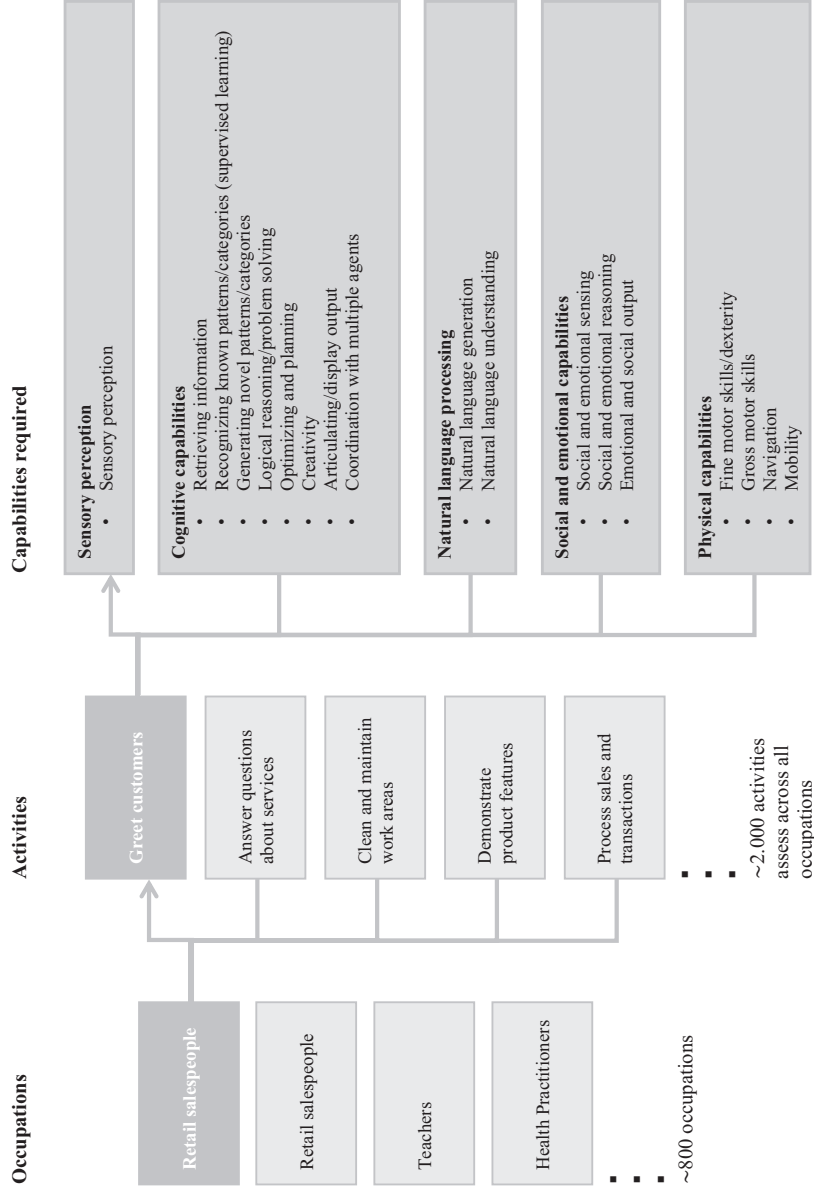 Occupations
Retail salespeople
Retail salespeople
Teachers
Health Practitioners
~800 occupations
Activities
Greet customers
Answer questions
about services
Clean and maintain
work areas
Demonstrate
product features
Process sales and
transactions
~2.000 activities
assess across all
occupations
Capabilities required
Sensory perception
• Sensory perception
Cognitive capabilities
• Retrieving information
• Recognizing known patterns/categories (supervised learning)
• Generating novel patterns/categories
• Logical reasoning/problem solving
• Optimizing and planning
• Creativity
• Articulating/display output
• Coordination with multiple agents
Natural language processing
• Natural language generation
• Natural language understanding
Social and emotional capabilities
• Social and emotional sensing
• Social and emotional reasoning
• Emotional and social output
Physical capabilities
• Fine motor skills/dexterity
• Gross motor skills
• Navigation
• Mobility